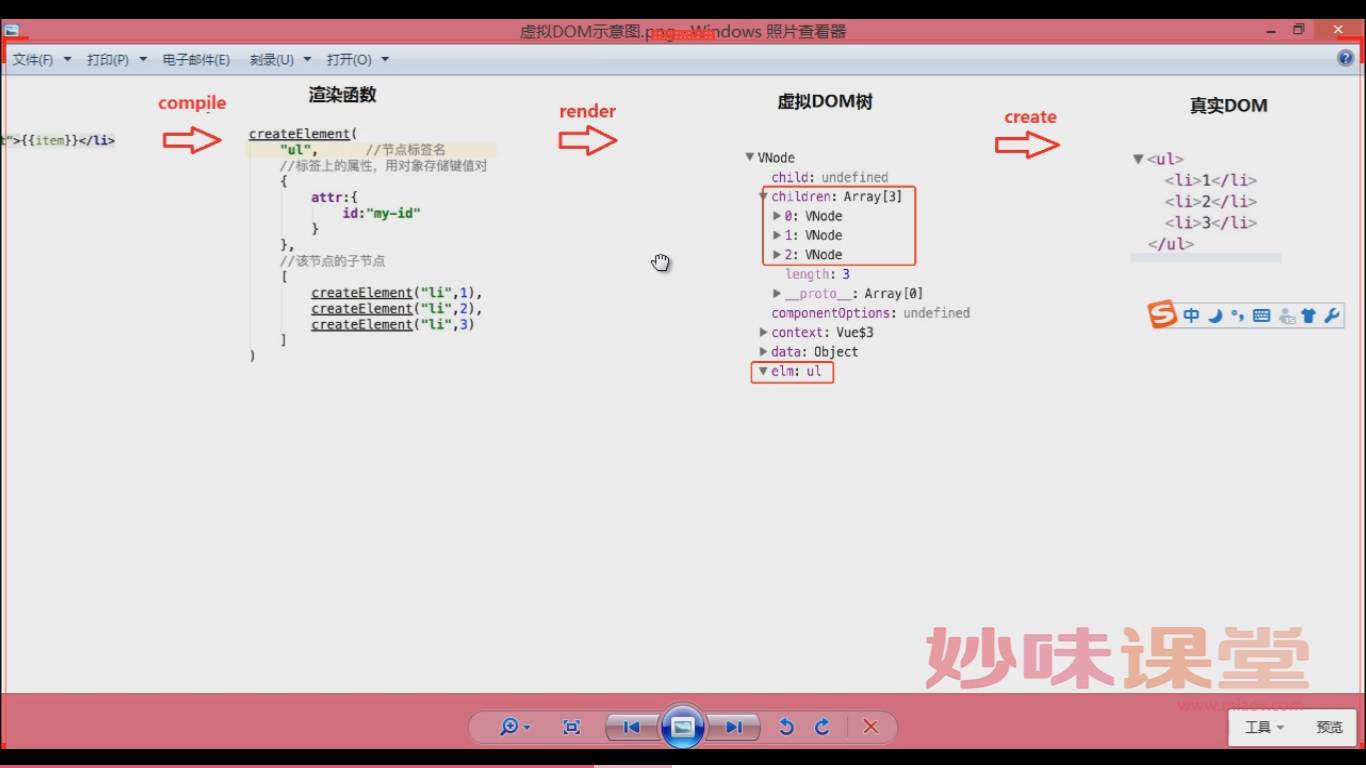 虚拟DOM示意图.png - Windows 照片查看器
文件(F) 打印(P) 电子邮件(E) 刻录(U) 打开(O)
t">{{item}}</li>
compile
渲染函数
createElement(
"ul", //节点标签名
//标签上的属性，用对象存储键值对
{
attr:{
id:"my-id"
}
},
//该节点的子节点
[
createElement("li",1),
createElement("li",2),
createElement("li",3)
]
)
render
虚拟DOM树
VNode
child: undefined
children: Array[3]
0: VNode
1: VNode
2: VNode
length: 3
__proto__: Array[0]
componentOptions: undefined
context: Vue$3
data: Object
elm: ul
create
真实DOM
<ul>
<li>1</li>
<li>2</li>
<li>3</li>
</ul>
中
妙味课堂
www.miaov.com
工具 预览